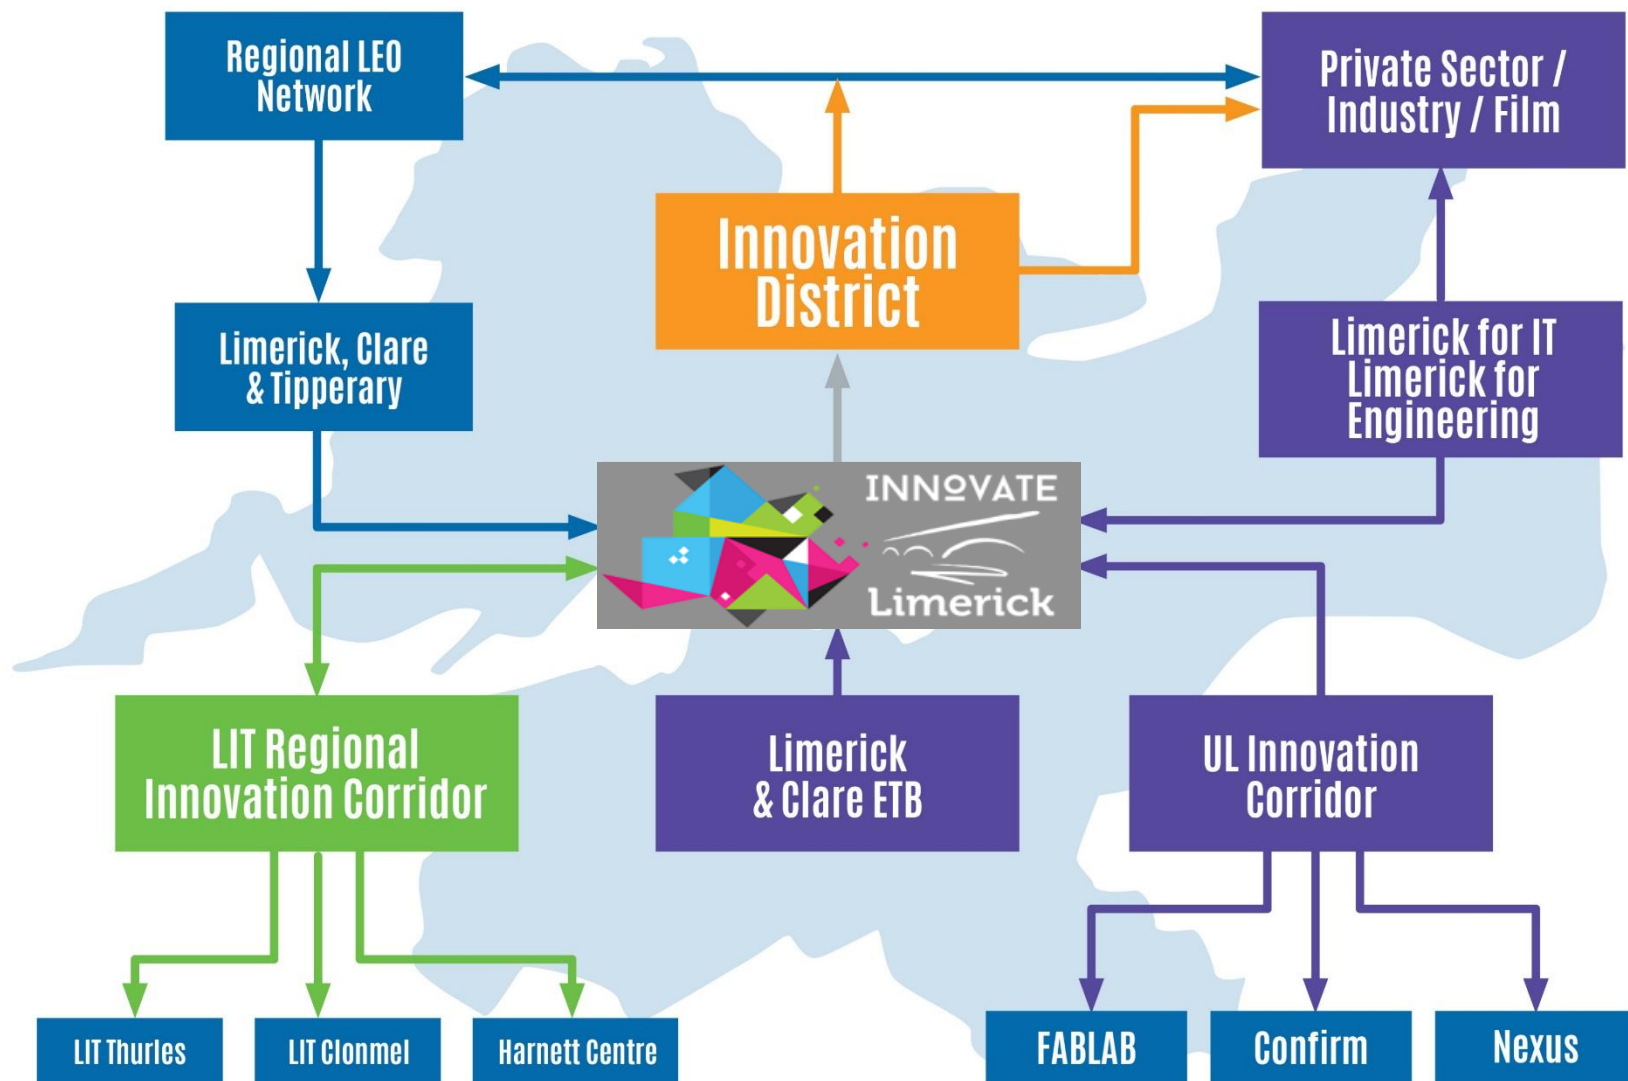 Regional LEO
Network
Private Sector /
Industry / Film
Innovation
District
Limerick, Clare
& Tipperary
Limerick for IT
Limerick for
Engineering
INNOVATE
Limerick
LIT Regional
Innovation Corridor
Limerick
& Clare ETB
UL Innovation
Corridor
LIT Thurles
LIT Clonmel
Harnett Centre
FABLAB
Confirm
Nexus